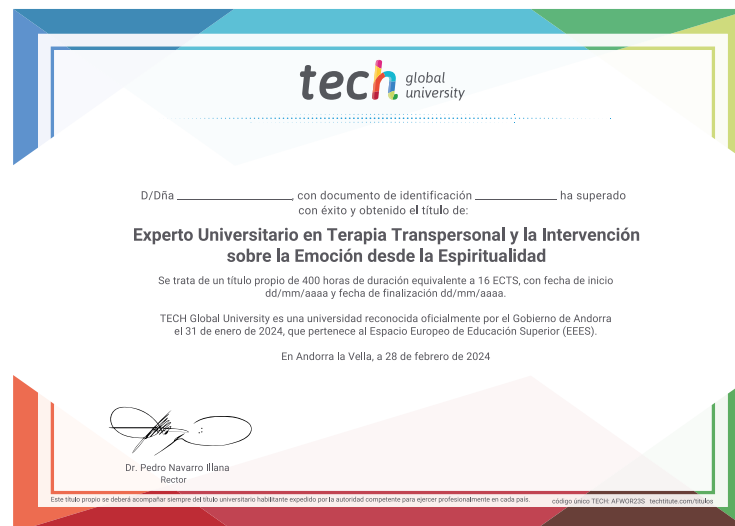 tech global university
D/Dña ______________, con documento de identificación __________ ha superado
con éxito y obtenido el título de:
Experto Universitario en Terapia Transpersonal y la Intervención
sobre la Emoción desde la Espiritualidad
Se trata de un título propio de 400 horas de duración equivalente a 16 ECTS, con fecha de inicio
dd/mm/aaaa y fecha de finalización dd/mm/aaaa.
TECH Global University es una universidad reconocida oficialmente por el Gobierno de Andorra
el 31 de enero de 2024, que pertenece al Espacio Europeo de Educación Superior (EEES).
En Andorra la Vella, a 28 de febrero de 2024
Dr. Pedro Navarro Illana
Rector
Este título propio se deberá acompañar siempre del título universitario habilitante expedido por la autoridad competente para ejercer profesionalmente en cada país. código único TECH: AFWOR23S techtitute.com/titulos